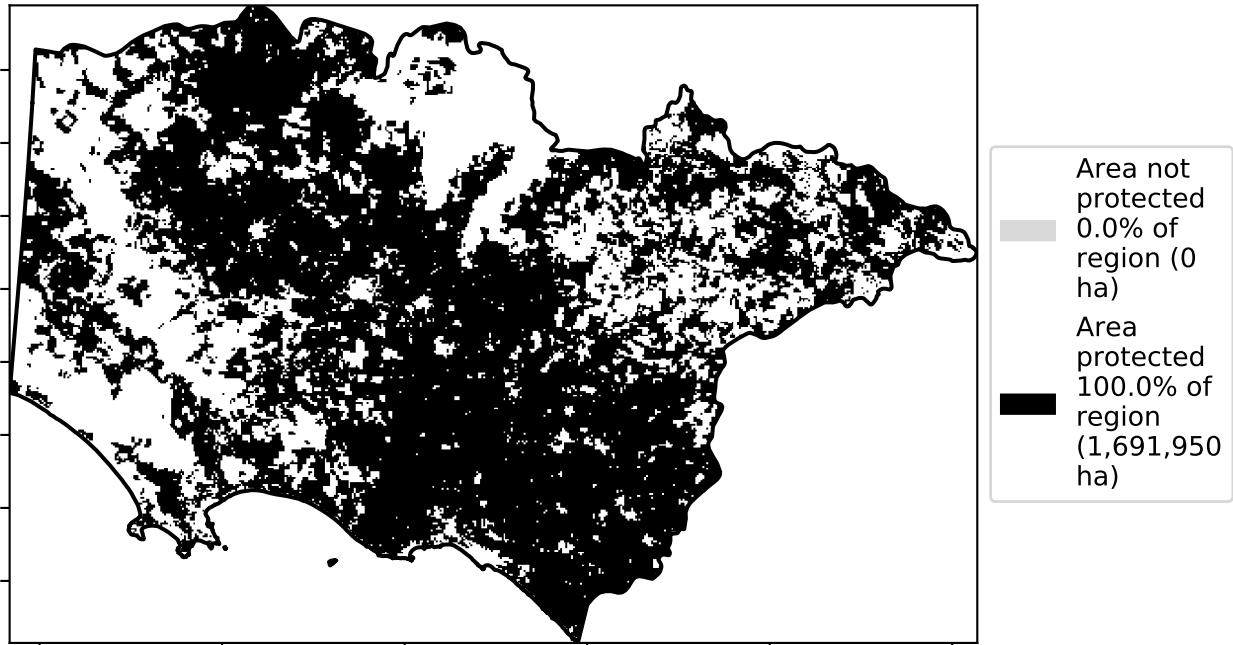 Area not
protected
0.0% of
region (0
ha)
Area
protected
100.0% of
region
(1,691,950
ha)